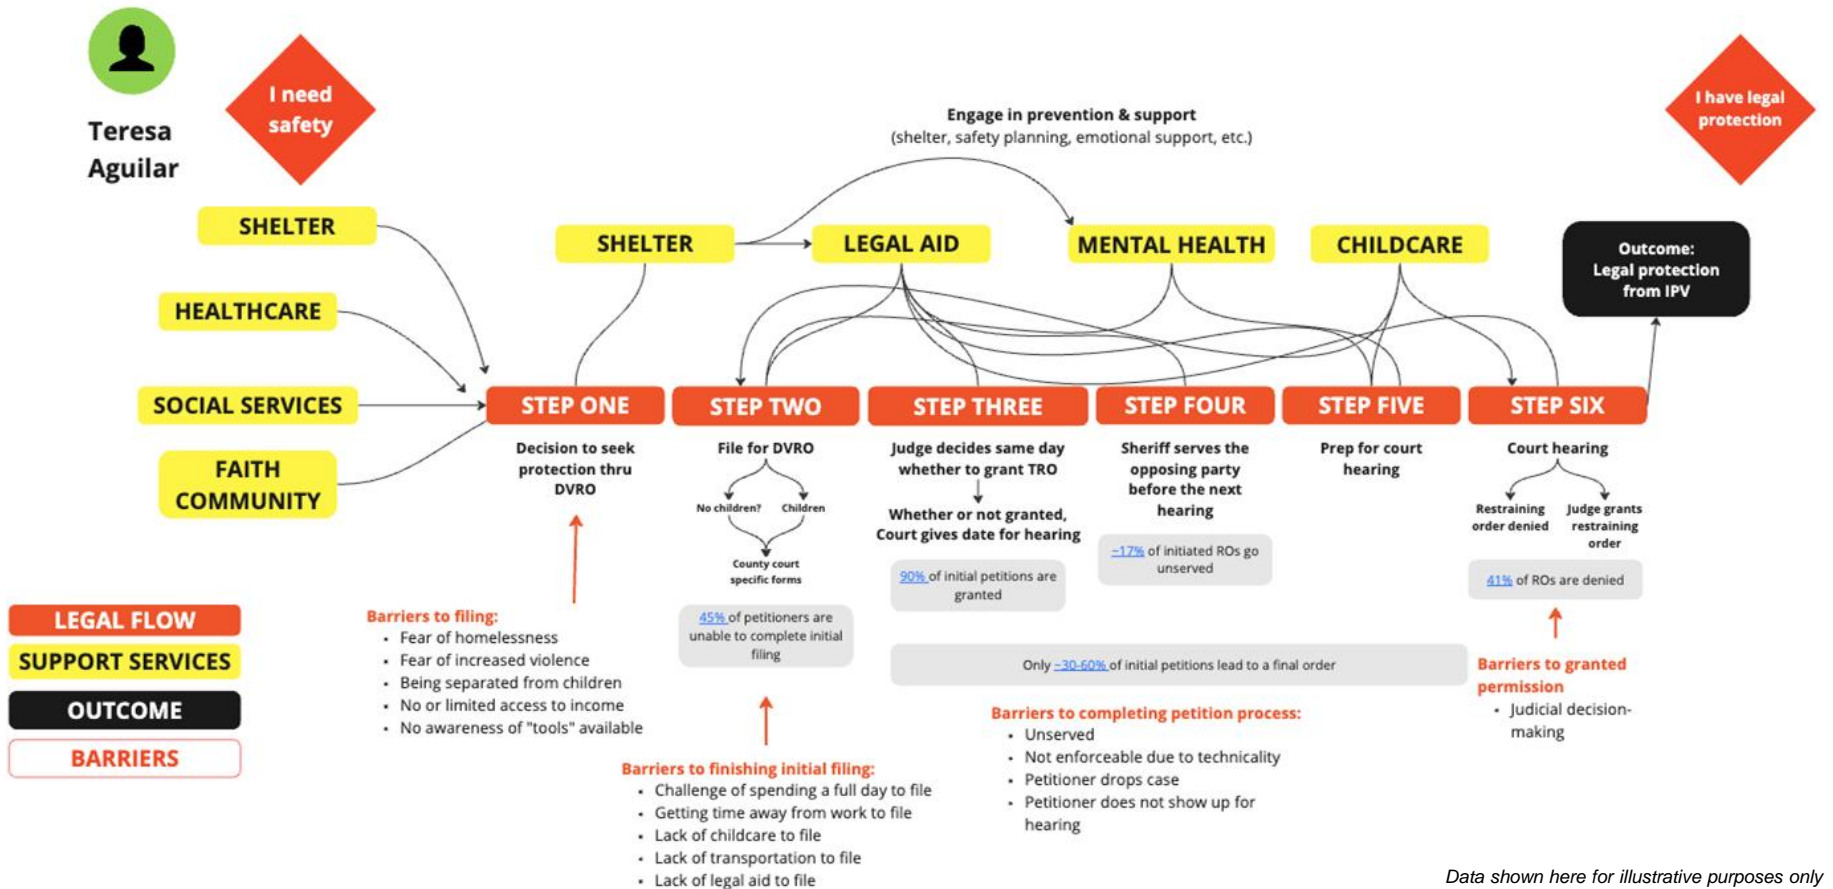 Teresa
Aguilar
I need
safety
I have legal
protection
Engage in prevention & support
(shelter, safety planning, emotional support, etc.)
SHELTER
HEALTHCARE
SOCIAL SERVICES
FAITH
COMMUNITY
SHELTER
LEGAL AID
MENTAL HEALTH
CHILDCARE
Outcome:
Legal protection
from IPV
STEP ONE
Decision to seek
protection thru
DVRO
STEP TWO
File for DVRO
No children?
Children
County court
specific forms
45% of petitioners are
unable to complete initial
filing
STEP THREE
Judge decides same day
whether to grant TRO
Whether or not granted,
Court gives date for hearing
90% of initial petitions are
granted
STEP FOUR
Sheriff serves the
opposing party
before the next
hearing
~17% of initiated ROs go
unserved
STEP FIVE
Prep for court
hearing
STEP SIX
Court hearing
Restraining
order denied
Judge grants
restraining
order
41% of ROs are denied
Only ~30-60% of initial petitions lead to a final order
LEGAL FLOW
SUPPORT SERVICES
OUTCOME
BARRIERS
Barriers to filing:
• Fear of homelessness
• Fear of increased violence
• Being separated from children
• No or limited access to income
• No awareness of "tools" available
Barriers to finishing initial filing:
• Challenge of spending a full day to file
• Getting time away from work to file
• Lack of childcare to file
• Lack of transportation to file
• Lack of legal aid to file
Barriers to completing petition process:
• Unserved
• Not enforceable due to technicality
• Petitioner drops case
• Petitioner does not show up for
hearing
Barriers to granted
permission
• Judicial decision-
making
Data shown here for illustrative purposes only